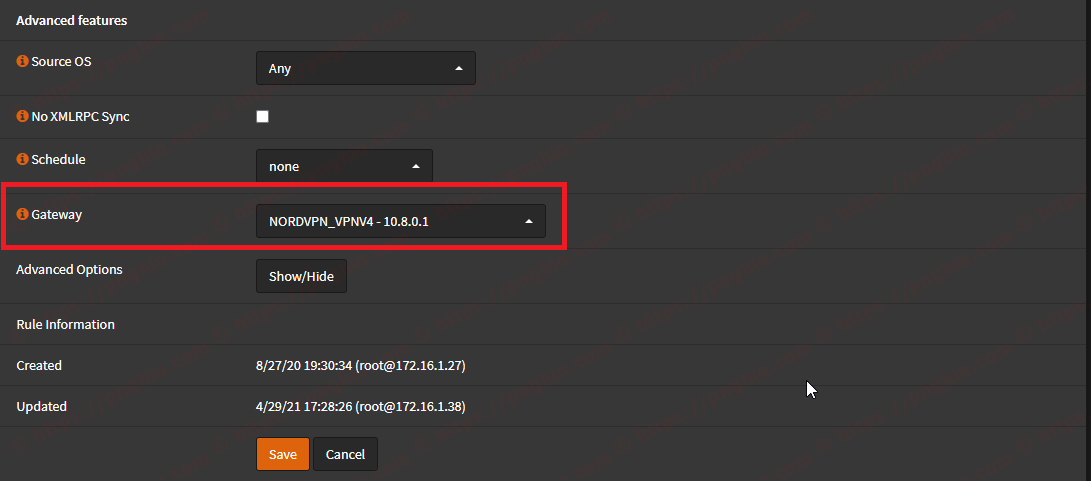 Advanced features
Source OS
Any
No XMLRPC Sync
Schedule
none
Gateway
NORDVPN_VPNV4 - 10.8.0.1
Advanced Options
Show/Hide
Rule Information
Created
8/27/20 19:30:34 (root@172.16.1.27)
Updated
4/29/21 17:28:26 (root@172.16.1.38)
Save
Cancel